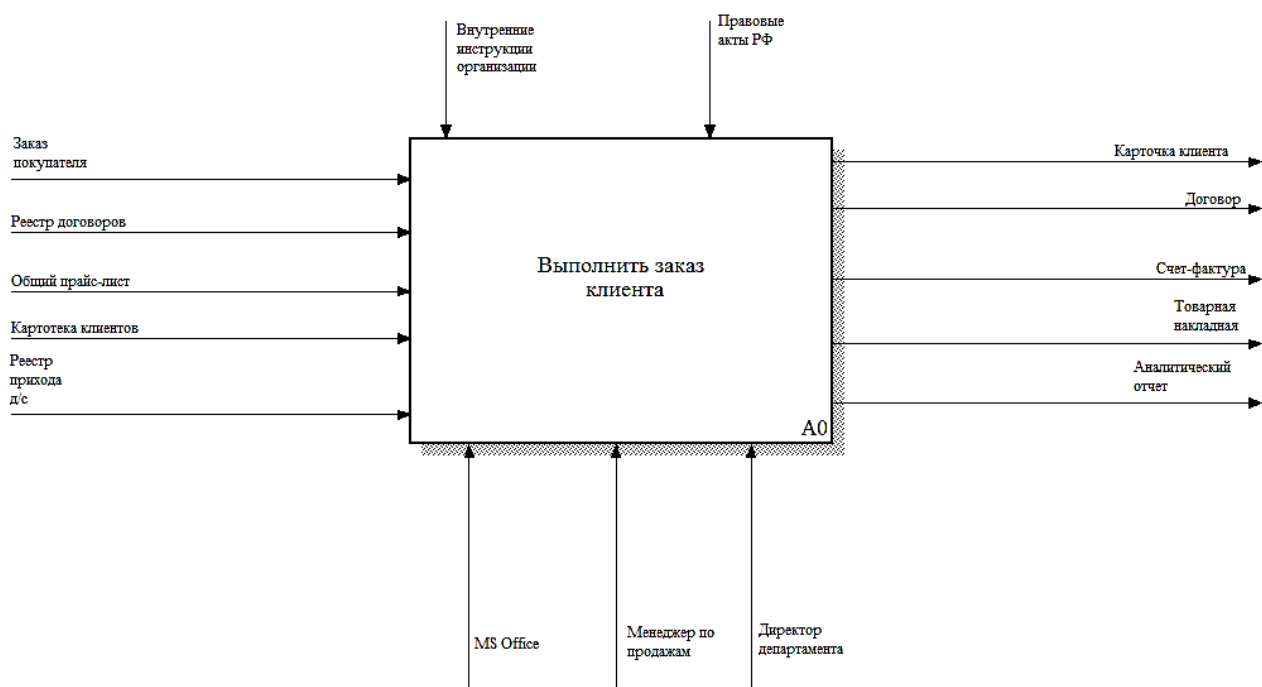 Внутренние
инструкции
организации
Правовые
акты РФ
Заказ
покупателя
Реестр договоров
Общий прайс-лист
Картотека клиентов
Реестр
прихода
д/с
Выполнить заказ
клиента
A0
Карточка клиента
Договор
Счет-фактура
Товарная
накладная
Аналитический
отчет
MS Office
Менеджер по
продажам
Директор
департамента